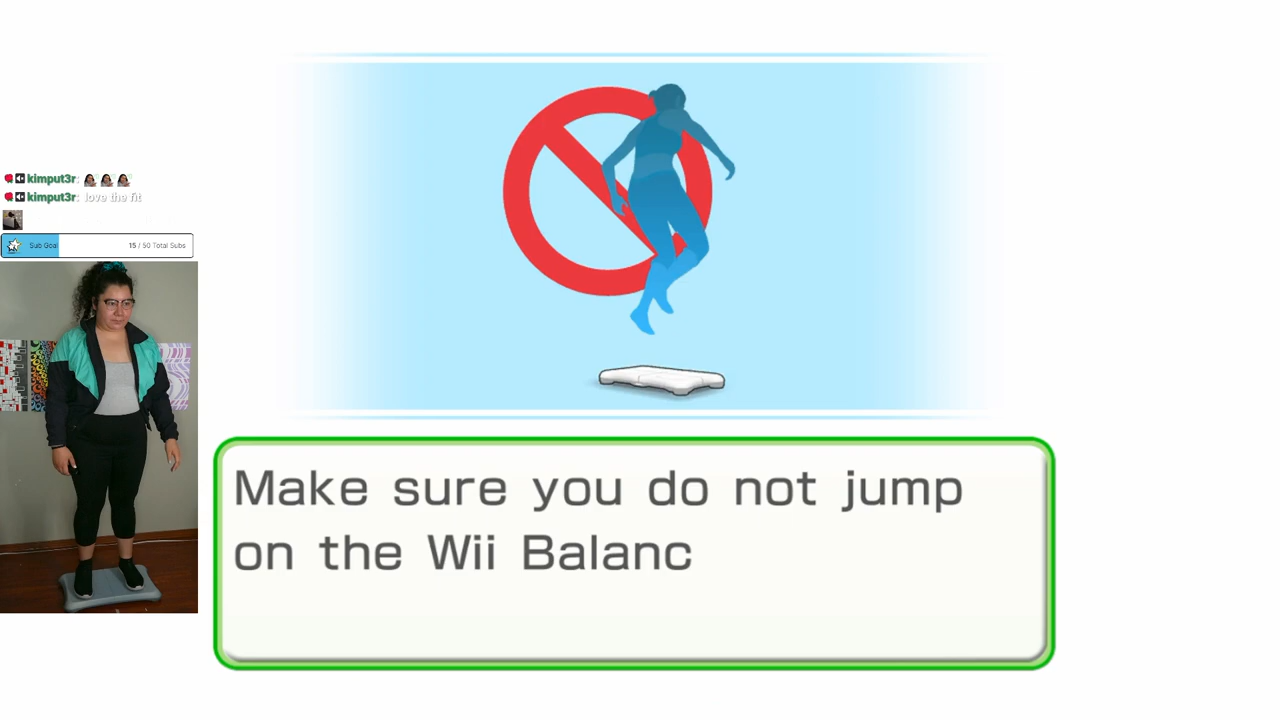 kimput3r:
kimput3r: love the fit
Sub Goal 15 / 50 Total Subs
Make sure you do not jump
on the Wii Balanc